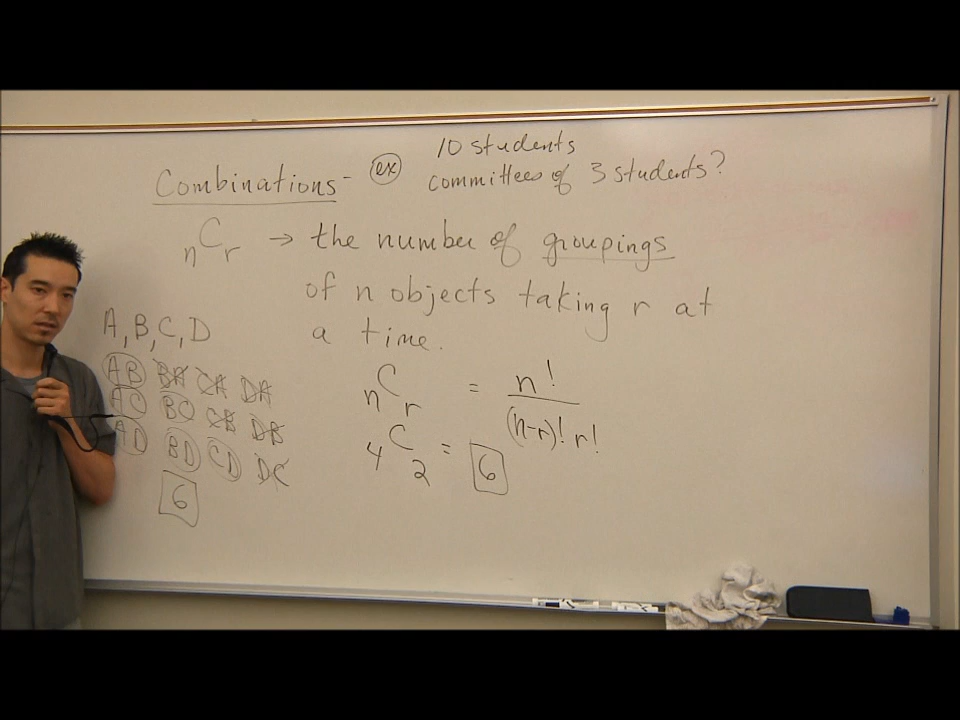 Combinations - ex 10 students
committees of 3 students?
nCr → the number of groupings
of n objects taking r at
a time.
A, B, C, D
AB BA CA DA
AC BC CB DB
AD BD CD DC
6
nCr = n! / (n-r)! r!
4C2 = 6